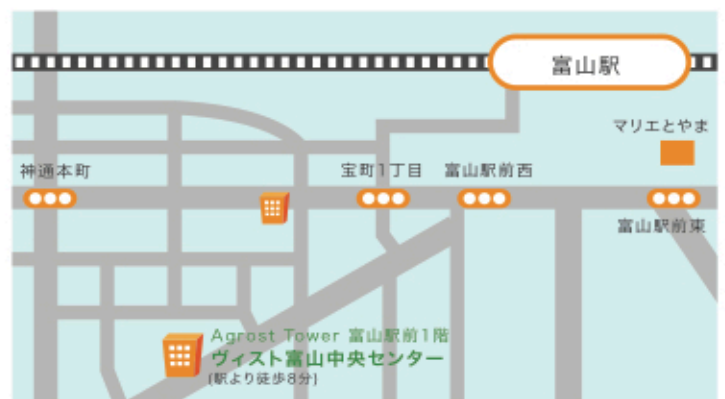 富山駅
マリエとやま
神通本町
宝町1丁目
富山駅前西
富山駅前東
Agrost Tower 富山駅前1階
ヴィスト富山中央センター
(駅より徒歩8分)